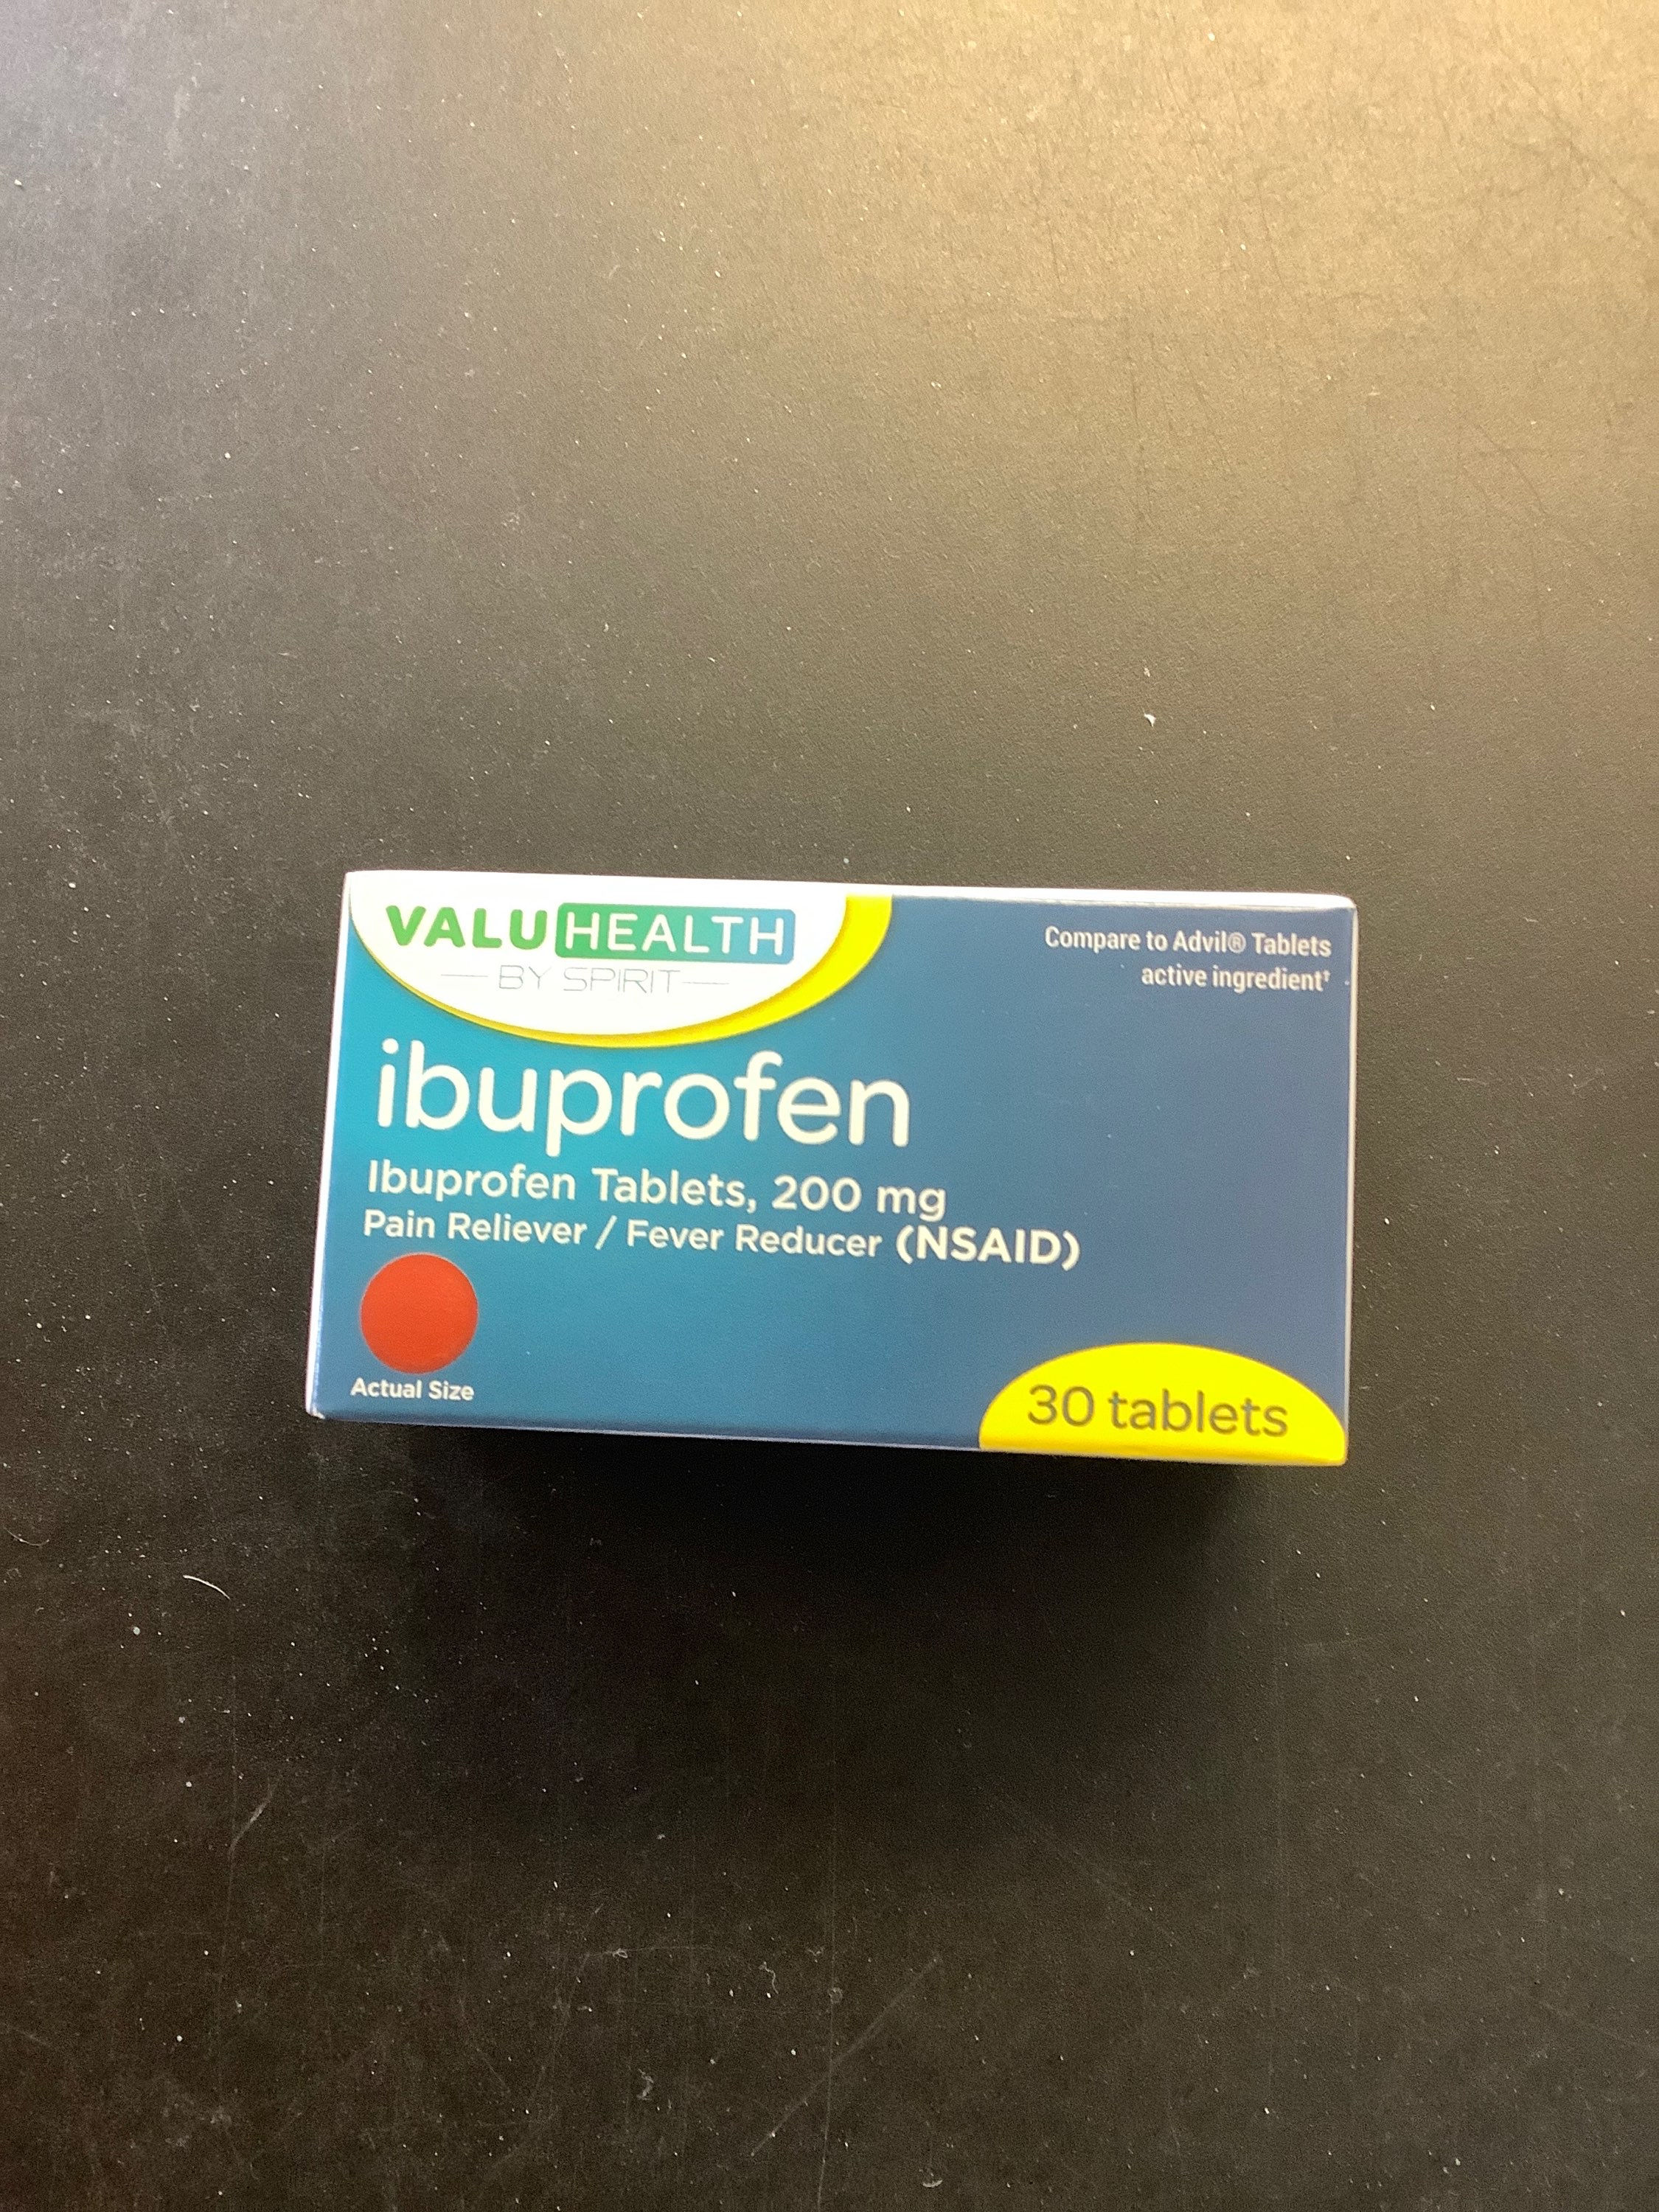 VALUHEALTH
BY SPIRIT
Compare to Advil® Tablets
active ingredient†
ibuprofen
Ibuprofen Tablets, 200 mg
Pain Reliever / Fever Reducer (NSAID)
Actual Size
30 tablets